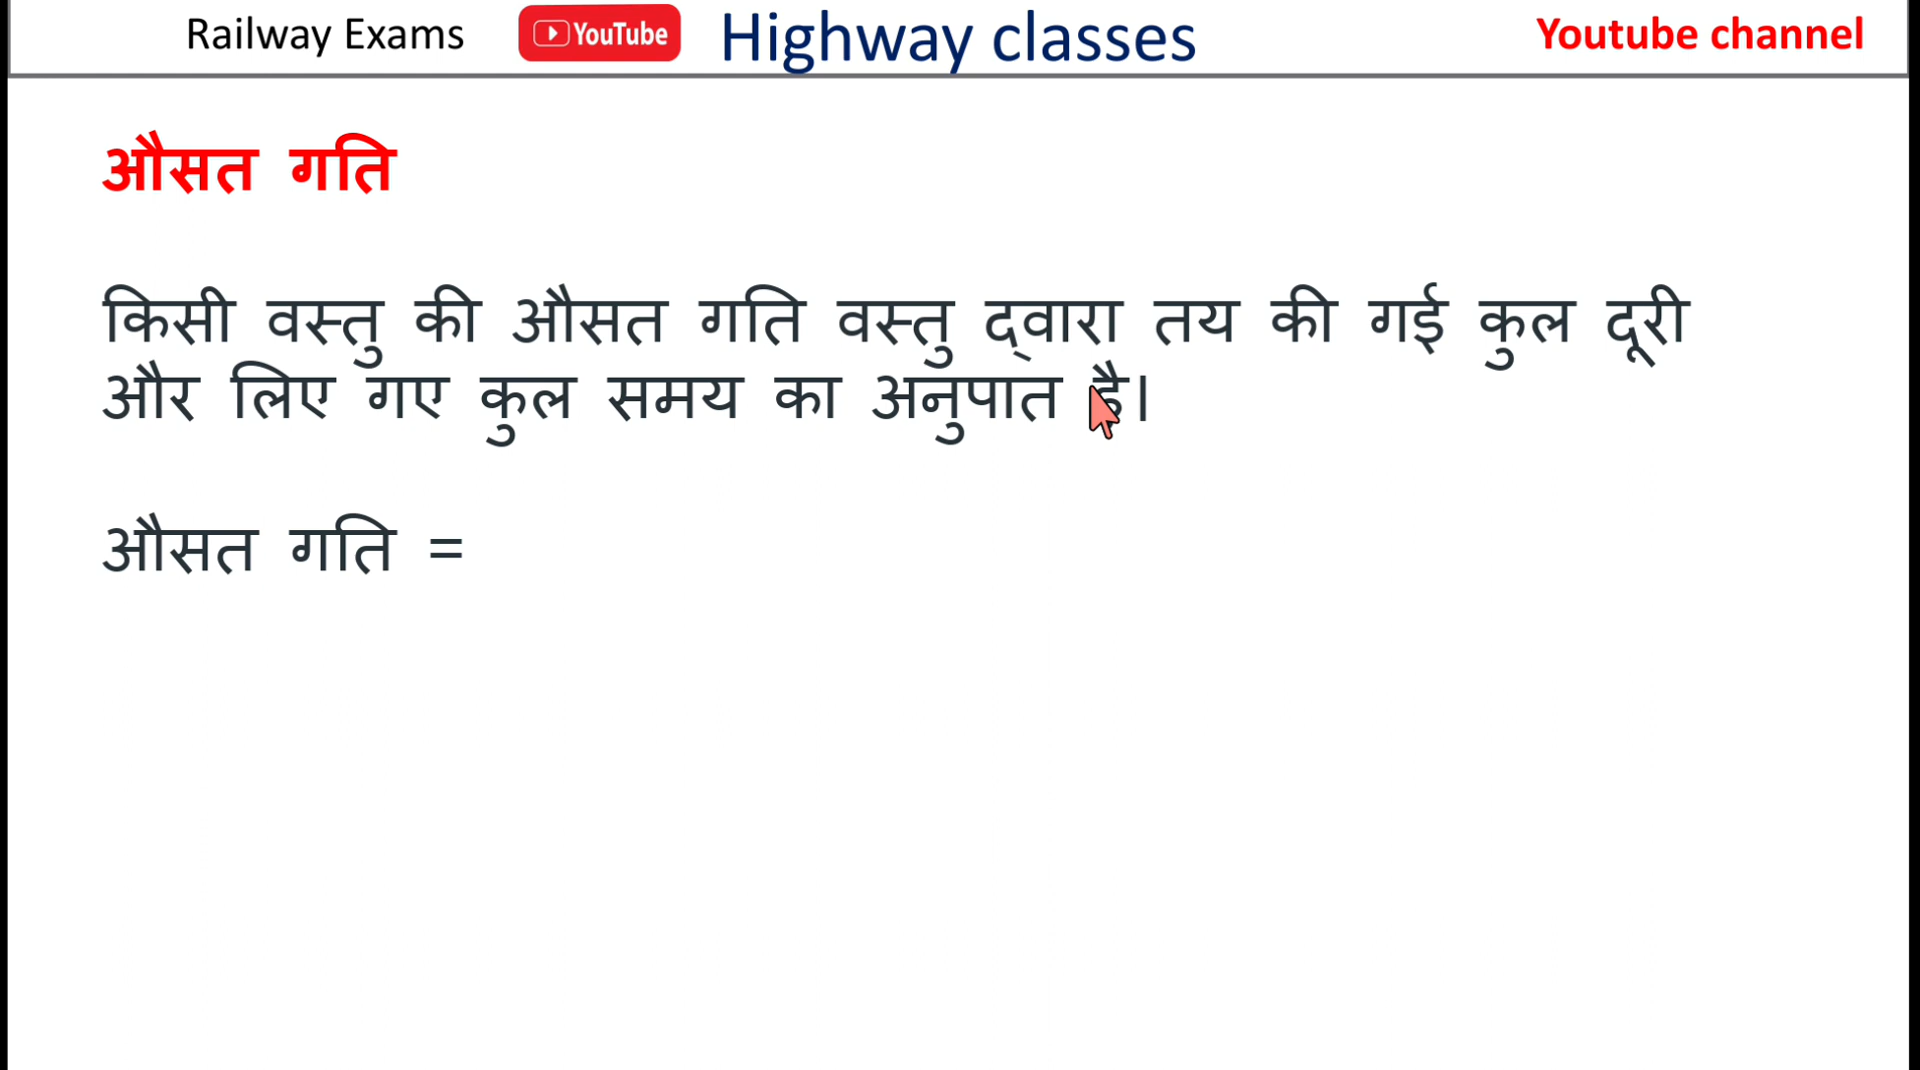 Railway Exams YouTube Highway classes Youtube channel
औसत गति
किसी वस्तु की औसत गति वस्तु द्वारा तय की गई कुल दूरी
और लिए गए कुल समय का अनुपात है।
औसत गति =